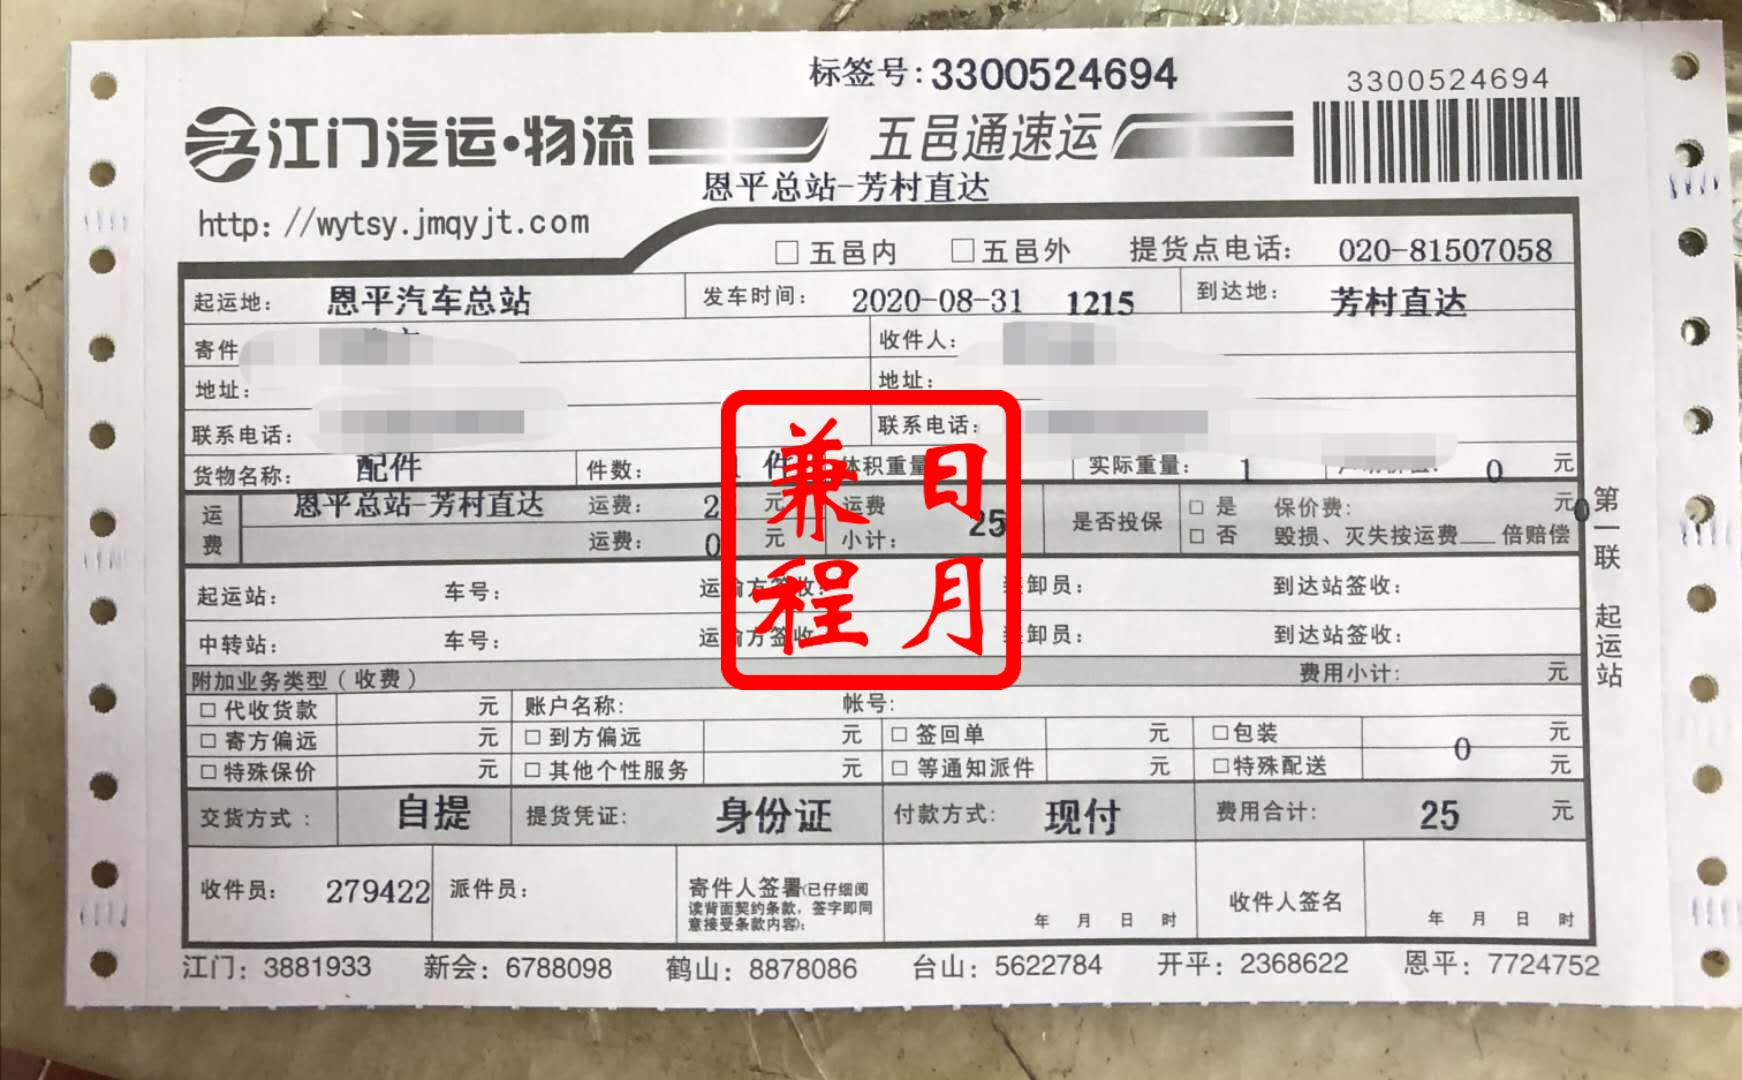 标签号:3300524694
3300524694
江门汽运·物流 五邑通速运
恩平总站-芳村直达
http://wytsy.jmqyjt.com
□五邑内 □五邑外 提货点电话: 020-81507058
起运地: 恩平汽车总站 发车时间: 2020-08-31 1215 到达地: 芳村直达
寄件 收件人:
地址: 地址:
联系电话: 联系电话:
货物名称: 配件 件数: 1 件 体积重量 实际重量: 1 0 元
运费 恩平总站-芳村直达 运费: 2 元 运费小计: 25 是否投保 □是 保价费: 元 0
运费: 0 元 □否 毁损、灭失按运费___倍赔偿
起运站: 车号: 运输方签收: 卸员: 到达站签收:
中转站: 车号: 运输方签收 卸员: 到达站签收:
附加业务类型(收费) 费用小计: 元
□代收货款 元 账户名称: 帐号:
□寄方偏远 元 □到方偏远 元 □签回单 元 □包装 0 元
□特殊保价 元 □其他个性服务 元 □等通知派件 元 □特殊配送 元
交货方式: 自提 提货凭证: 身份证 付款方式: 现付 费用合计: 25 元
收件员: 279422 派件员: 寄件人签署(已仔细阅
读背面契约条款,签字即同
意接受条款内容): 年 月 日 时 收件人签名 年 月 日 时
江门:3881933 新会:6788098 鹤山:8878086 台山:5622784 开平:2368622 恩平:7724752
第一联 起运站
日月兼程